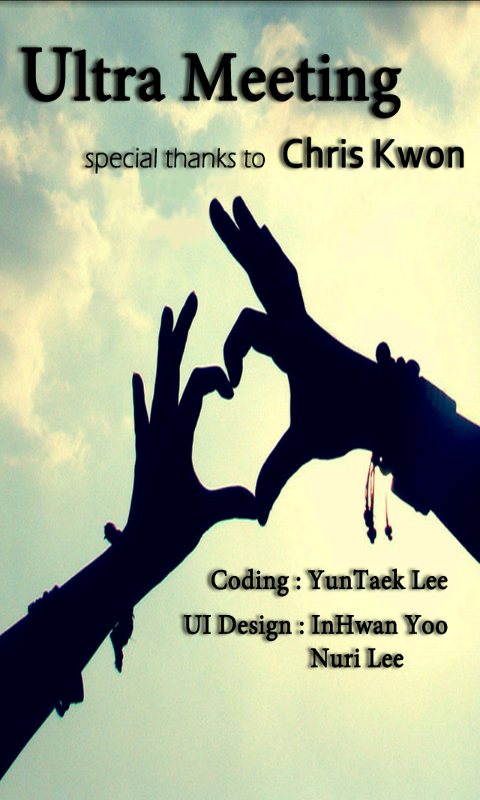 Ultra Meeting
special thanks to Chris Kwon
Coding : YunTaek Lee
UI Design : InHwan Yoo
Nuri Lee